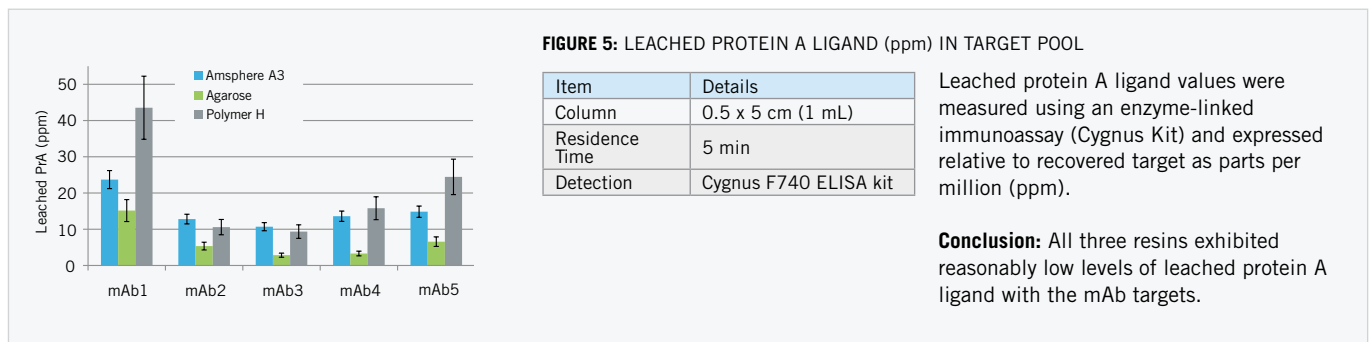 FIGURE 5: LEACHED PROTEIN A LIGAND (ppm) IN TARGET POOL
Leached PrA (ppm)
50
40
30
20
10
0
Amsphere A3
Agarose
Polymer H
mAb1 mAb2 mAb3 mAb4 mAb5
Item Details
Column 0.5 x 5 cm (1 mL)
Residence
Time
5 min
Detection Cygnus F740 ELISA kit
Leached protein A ligand values were
measured using an enzyme-linked
immunoassay (Cygnus Kit) and expressed
relative to recovered target as parts per
million (ppm).
Conclusion: All three resins exhibited
reasonably low levels of leached protein A
ligand with the mAb targets.